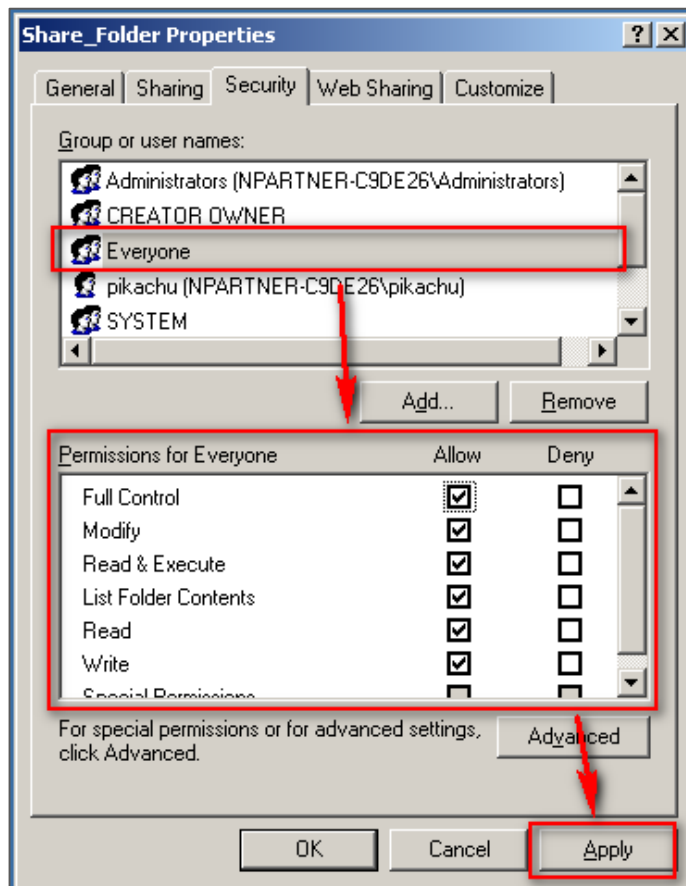 Share_Folder Properties
General Sharing Security Web Sharing Customize
Group or user names:
Administrators (NPARTNER-C9DE26\Administrators)
CREATOR OWNER
Everyone
pikachu (NPARTNER-C9DE26\pikachu)
SYSTEM
Add... Remove
Permissions for Everyone Allow Deny
Full Control
Modify
Read & Execute
List Folder Contents
Read
Write
Special Permissions
For special permissions or for advanced settings,
click Advanced.
Advanced
OK Cancel Apply